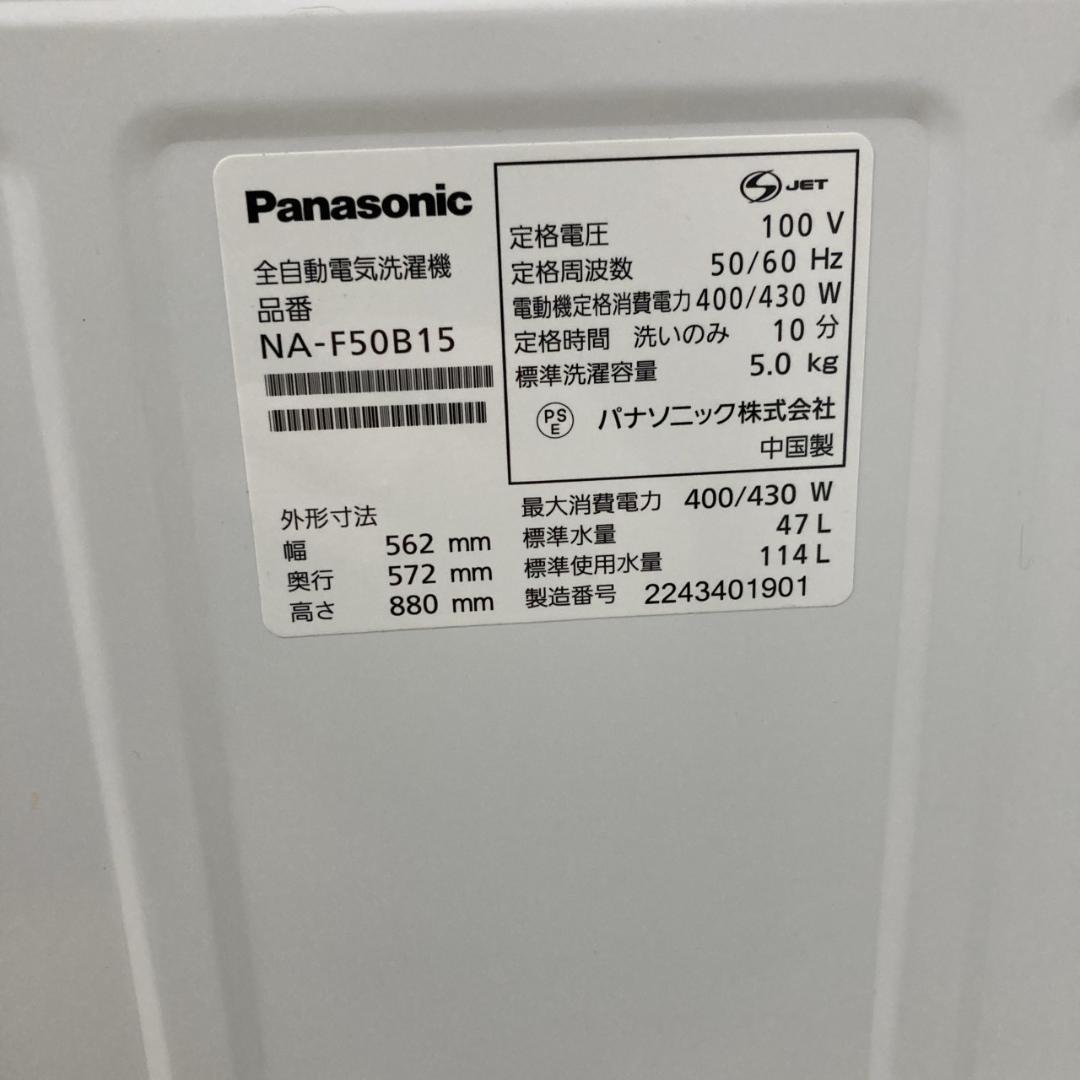 Panasonic
全自動電気洗濯機
品番
NA-F50B15
外形寸法
幅 562 mm
奥行 572 mm
高さ 880 mm
S JET
定格電圧 100 V
定格周波数 50/60 Hz
電動機定格消費電力 400/430 W
定格時間 洗いのみ 10 分
標準洗濯容量 5.0 kg
PS
E
パナソニック株式会社
中国製
最大消費電力 400/430 W
標準水量 47 L
標準使用水量 114 L
製造番号 2243401901